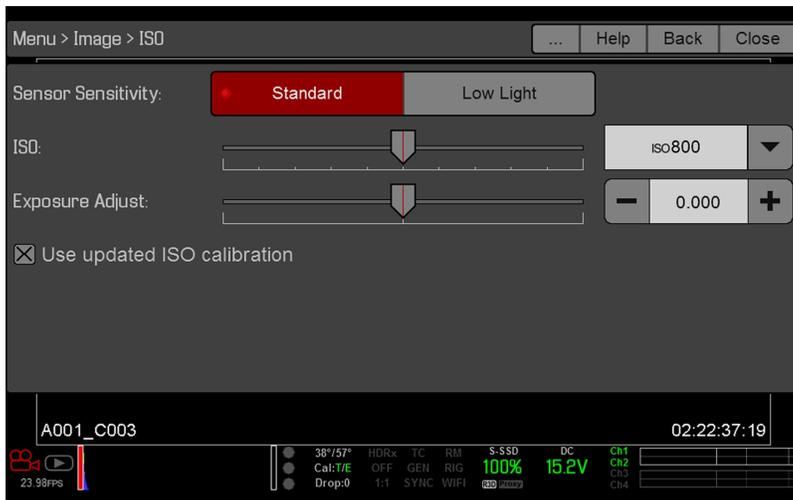 Menu > Image > ISO ... Help Back Close
Sensor Sensitivity: Standard Low Light
ISO: ISO800
Exposure Adjust: 0.000
Use updated ISO calibration
A001_C003 02:22:37:19
38°/57° HDRx TC RM S-SSD DC Ch1
Cal:T/E OFF GEN RIG 100% 15.2V Ch2
23.98FPS Drop:0 1:1 SYNC WIFI R3D Proxy Ch3
Ch4